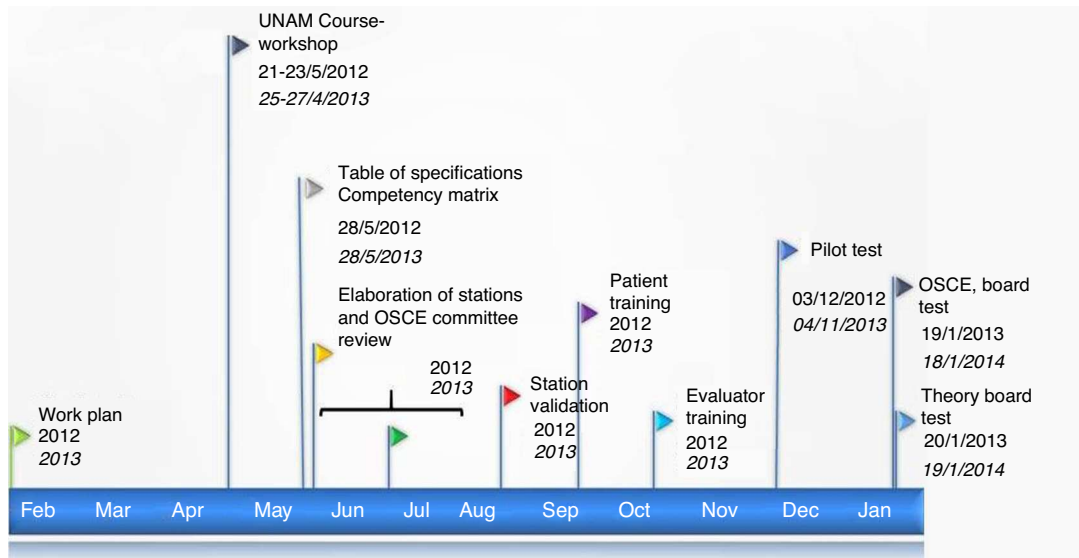 UNAM Course-
workshop
21-23/5/2012
25-27/4/2013
Table of specifications
Competency matrix
28/5/2012
28/5/2013
Elaboration of stations
and OSCE committee
review
2012
2013
Work plan
2012
2013
Station
validation
2012
2013
Patient
training
2012
2013
Evaluator
training
2012
2013
Pilot test
03/12/2012
04/11/2013
OSCE, board
test
19/1/2013
18/1/2014
Theory board
test
20/1/2013
19/1/2014
Feb Mar Apr May Jun Jul Aug Sep Oct Nov Dec Jan